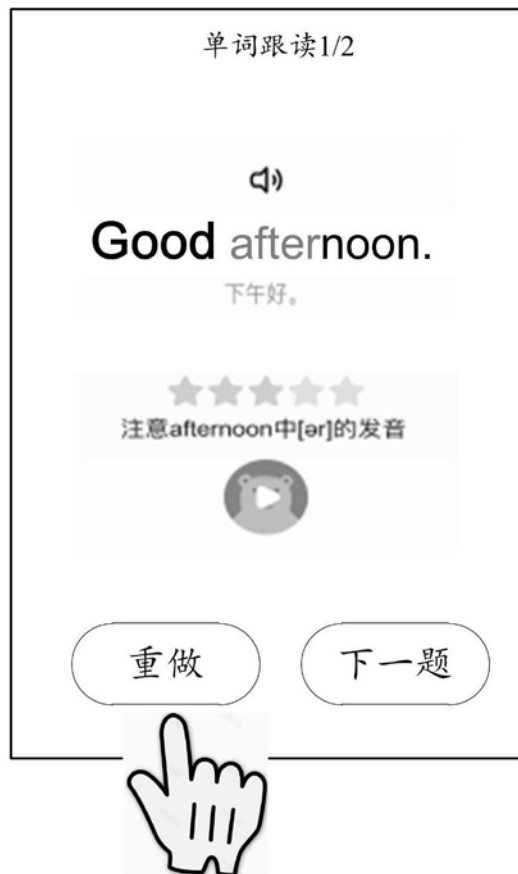 单词跟读1/2
Good afternoon.
下午好。
注意afternoon中[ər]的发音
重做
下一题